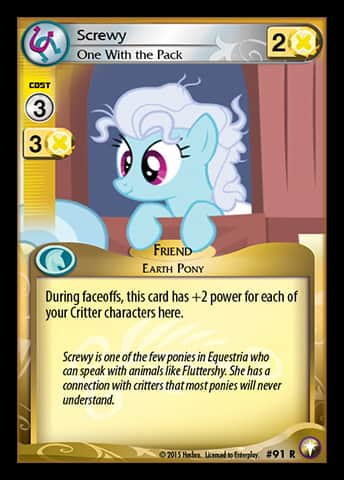 Screwy
One With the Pack
2
COST
3
3
FRIEND
EARTH PONY
During faceoffs, this card has +2 power for each of
your Critter characters here.
Screwy is one of the few ponies in Equestria who
can speak with animals like Fluttershy. She has a
connection with critters that most ponies will never
understand.
© 2015 Hasbro. Licensed to Enterplay. #91 R